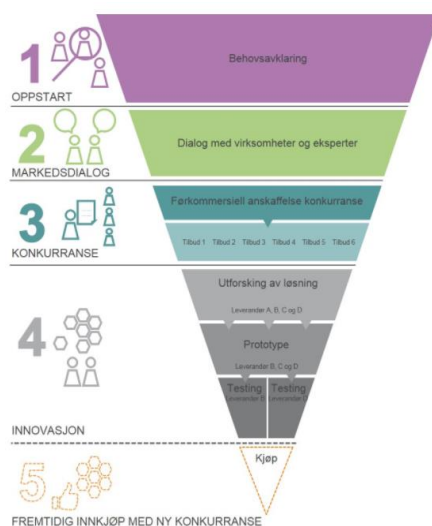 1
Behovsavklaring
OPPSTART
2
Dialog med virksomheter og eksperter
MARKEDSDIALOG
3
Førkommersiell anskaffelse konkurranse
Tilbud 1 Tilbud 2 Tilbud 3 Tilbud 4 Tilbud 5 Tilbud 6
KONKURRANSE
4
Utforsking av løsning
Leverandør A, B, C og D
Prototype
Leverandør B, C og D
Testing Testing
Leverandør B Leverandør D
INNOVASJON
5
Kjøp
FREMTIDIG INNKJØP MED NY KONKURRANSE